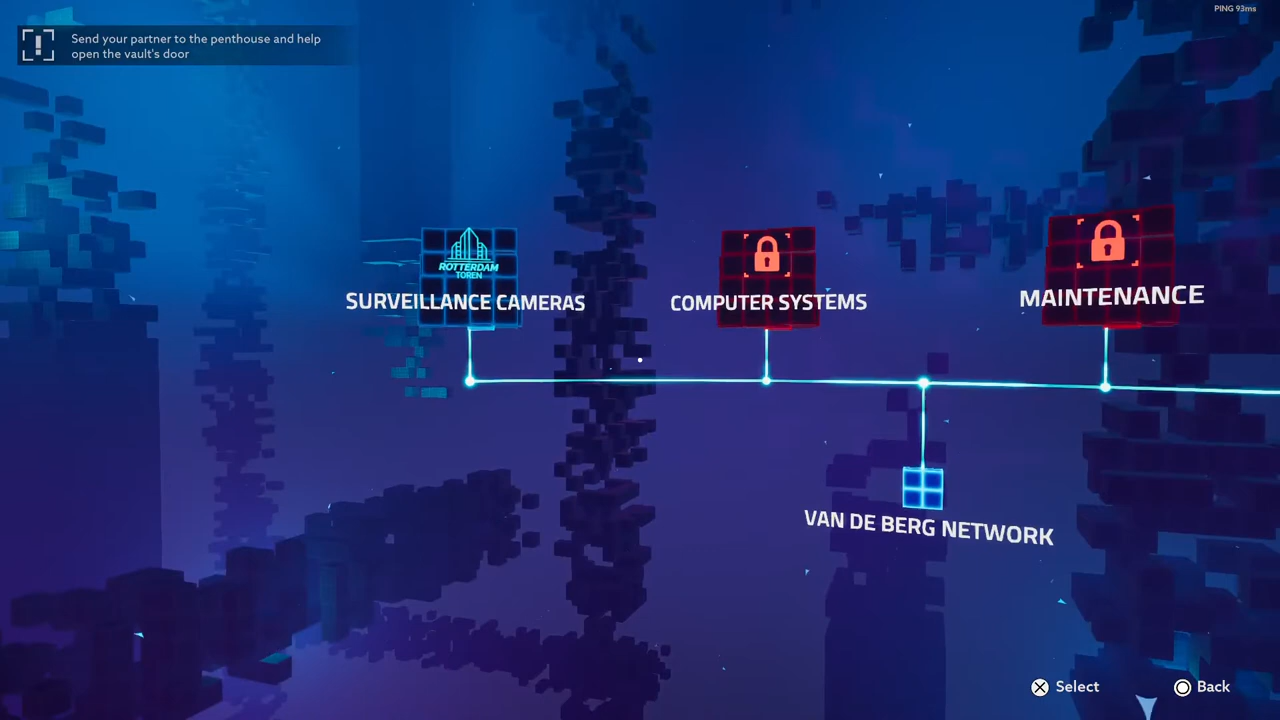 PING 93ms
Send your partner to the penthouse and help
open the vault's door
ROTTERDAM
TOREN
SURVEILLANCE CAMERAS
COMPUTER SYSTEMS
MAINTENANCE
VAN DE BERG NETWORK
Select
Back